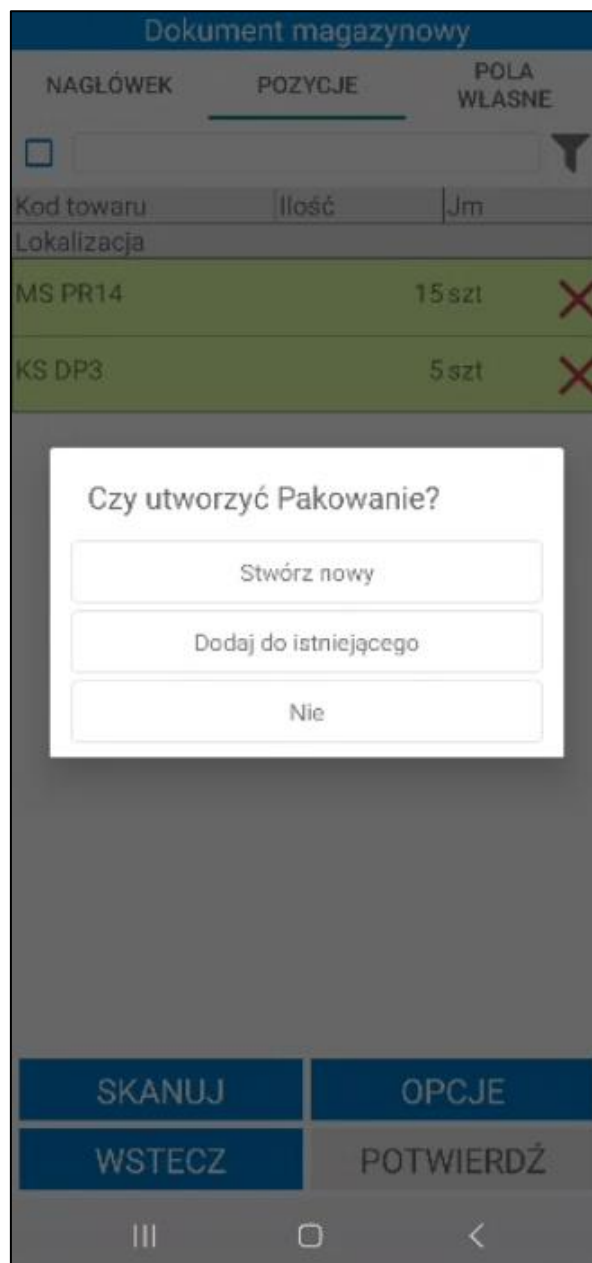 Dokument magazynowy
NAGŁÓWEK POZYCJE POLA WŁASNE
Kod towaru Ilość Jm
Lokalizacja
MS PR14 15 szt
KS DP3 5 szt
Czy utworzyć Pakowanie?
Stwórz nowy
Dodaj do istniejącego
Nie
SKANUJ OPCJE
WSTECZ POTWIERDŹ